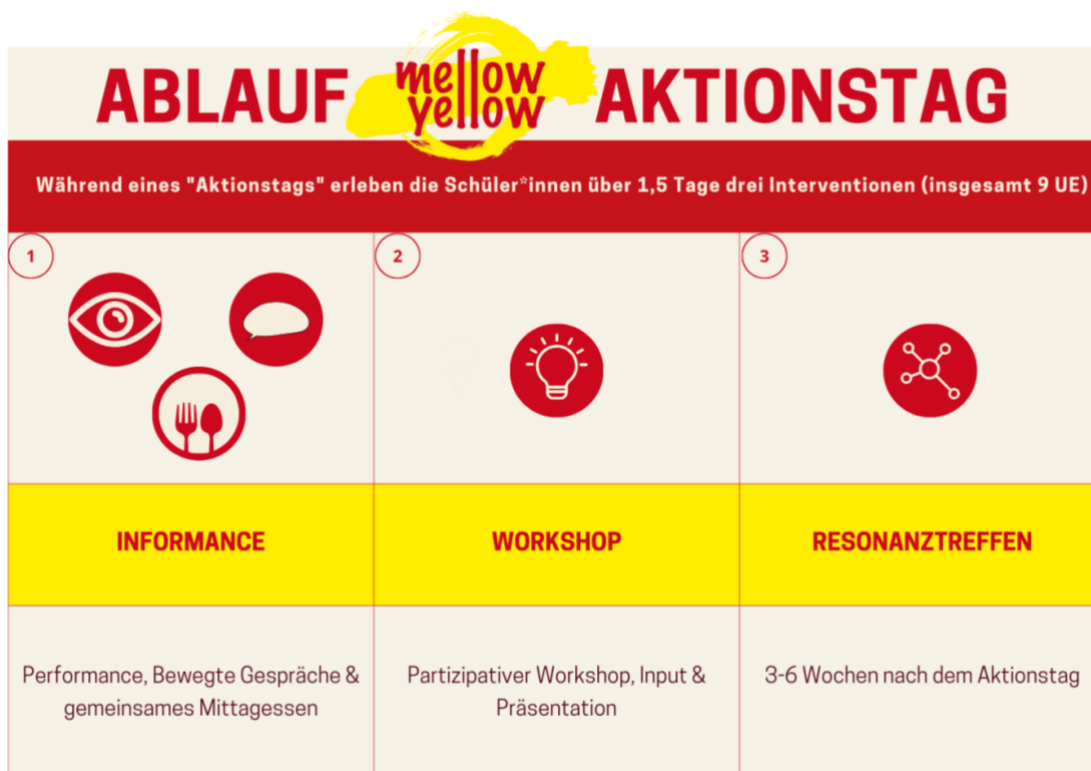 ABLAUF mellow yellow AKTIONSTAG
Während eines "Aktionstags" erleben die Schüler*innen über 1,5 Tage drei Interventionen (insgesamt 9 UE)
1
2
3
INFORMANCE
WORKSHOP
RESONANZTREFFEN
Performance, Bewegte Gespräche &
gemeinsames Mittagessen
Partizipativer Workshop, Input &
Präsentation
3-6 Wochen nach dem Aktionstag